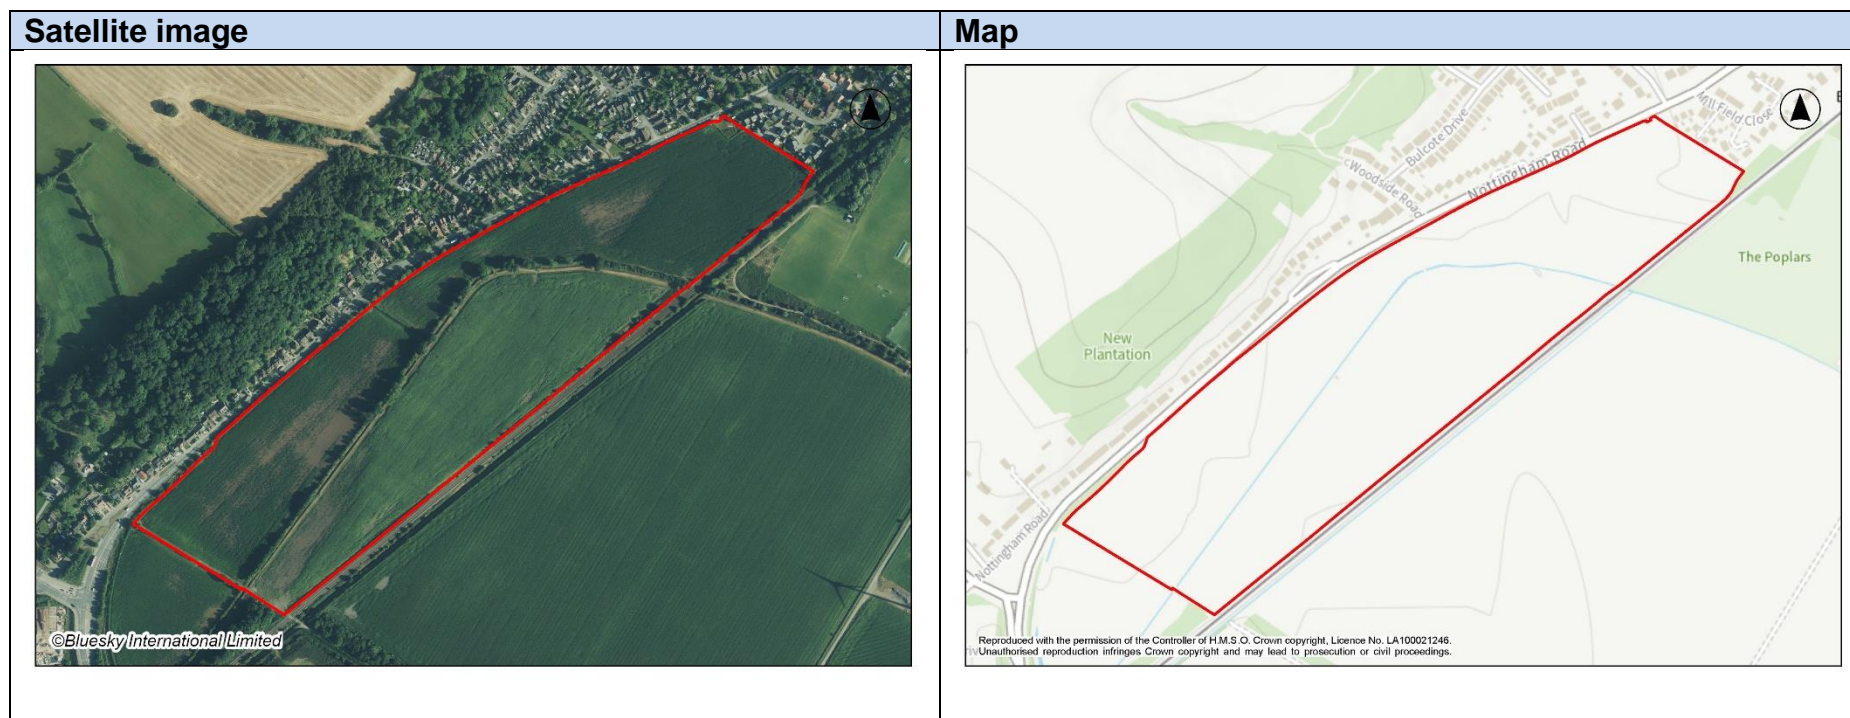 Satellite image
Map
©Bluesky International Limited
Mill Field Close
Bulcote Drive
Nottingham Road
Woodside Road
The Poplars
New
Plantation
Nottingham Road
Reproduced with the permission of the Controller of H.M.S.O. Crown copyright, Licence No. LA100021246.
Unauthorised reproduction infringes Crown copyright and may lead to prosecution or civil proceedings.